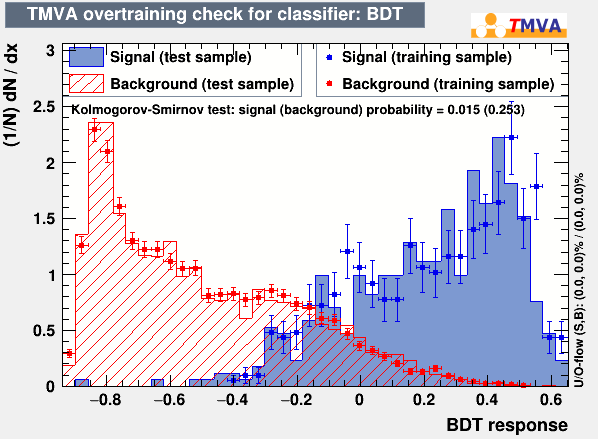 TMVA overtraining check for classifier: BDT
TMVA
Signal (test sample)
Background (test sample)
Signal (training sample)
Background (training sample)
Kolmogorov-Smirnov test: signal (background) probability = 0.015 (0.253)
(1/N) dN / dx
3
2.5
2
1.5
1
0.5
0
−0.8 −0.6 −0.4 −0.2 0 0.2 0.4 0.6
BDT response
U/O-flow (S,B): (0.0, 0.0)% / (0.0, 0.0)%